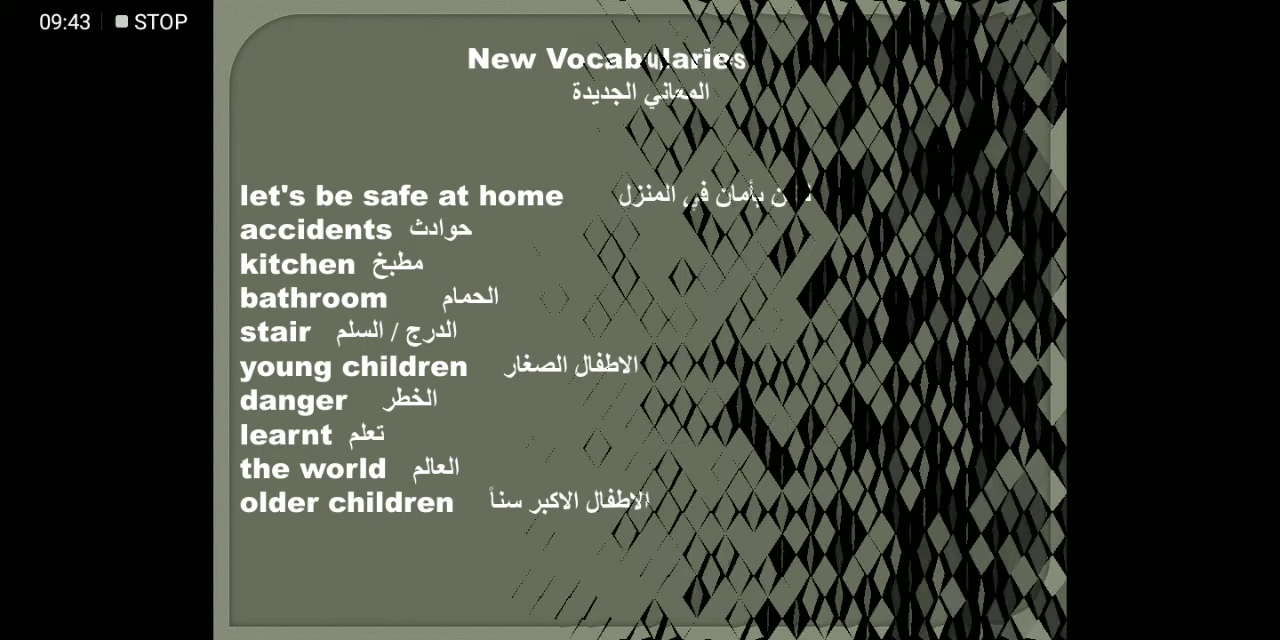 09:43 STOP
New Vocabularies
المعاني الجديدة
let's be safe at home بأمان في المنزل
accidents حوادث
kitchen مطبخ
bathroom الحمام
stair الدرج / السلم
young children الاطفال الصغار
danger الخطر
learnt تعلم
the world العالم
older children الاطفال الاكبر سناً